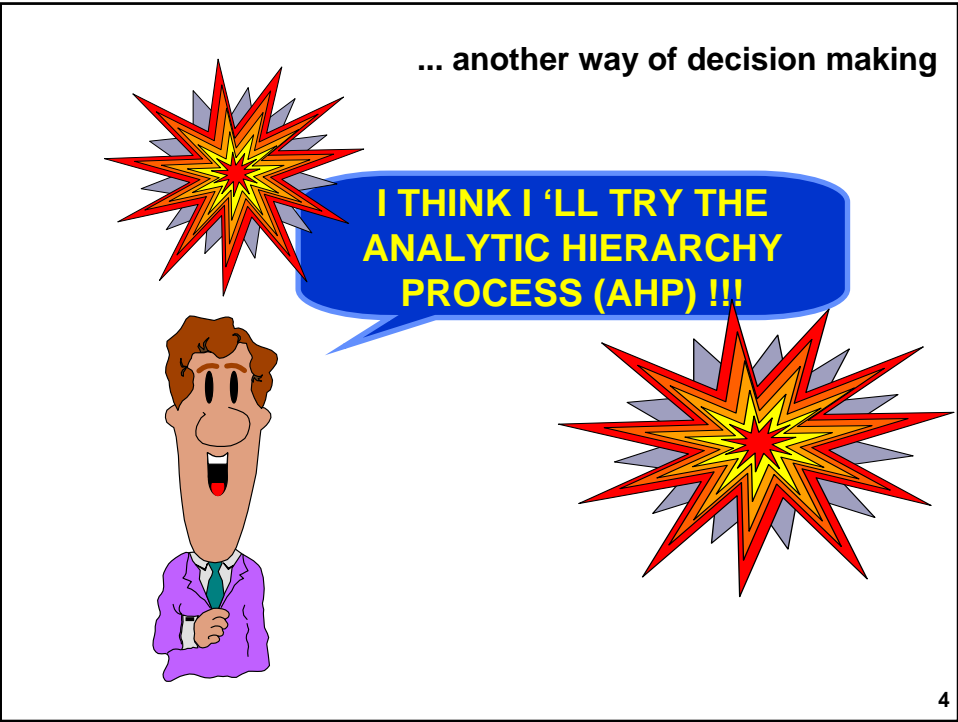 ... another way of decision making
I THINK I ‘LL TRY THE
ANALYTIC HIERARCHY
PROCESS (AHP) !!!
4